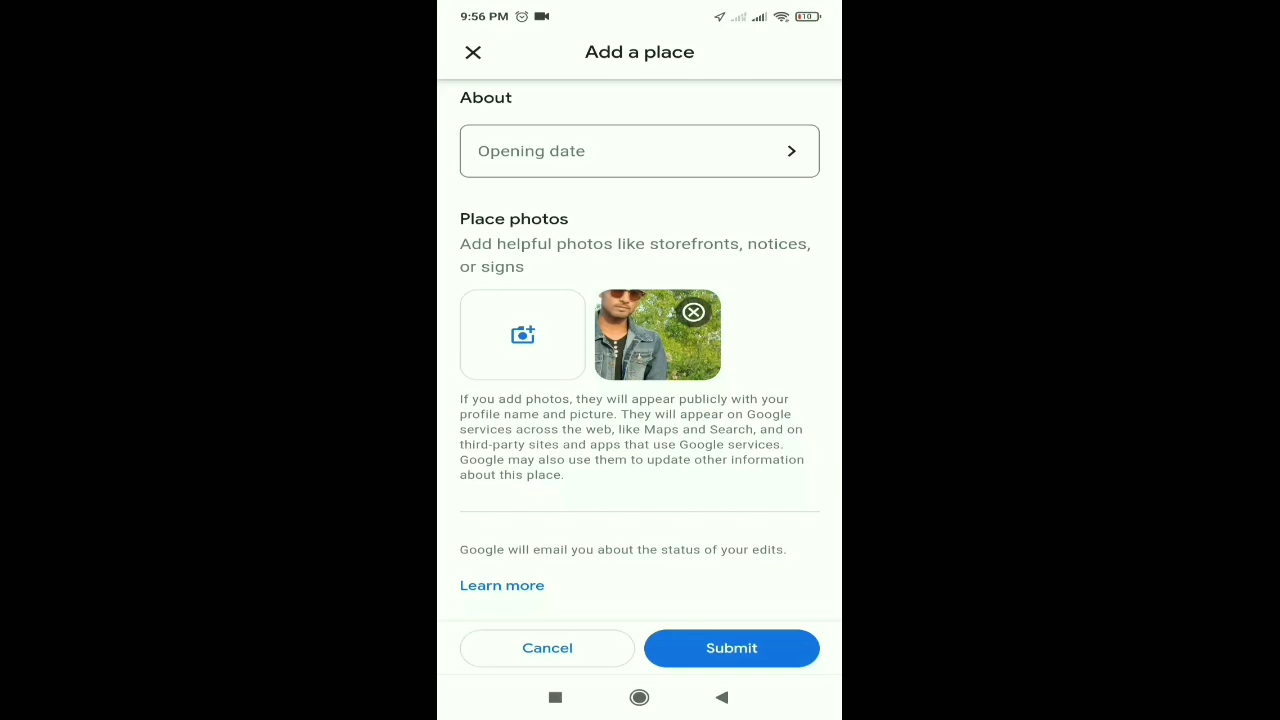 9:56 PM
10
Add a place
About
Opening date
Place photos
Add helpful photos like storefronts, notices,
or signs
If you add photos, they will appear publicly with your
profile name and picture. They will appear on Google
services across the web, like Maps and Search, and on
third-party sites and apps that use Google services.
Google may also use them to update other information
about this place.
Google will email you about the status of your edits.
Learn more
Cancel
Submit